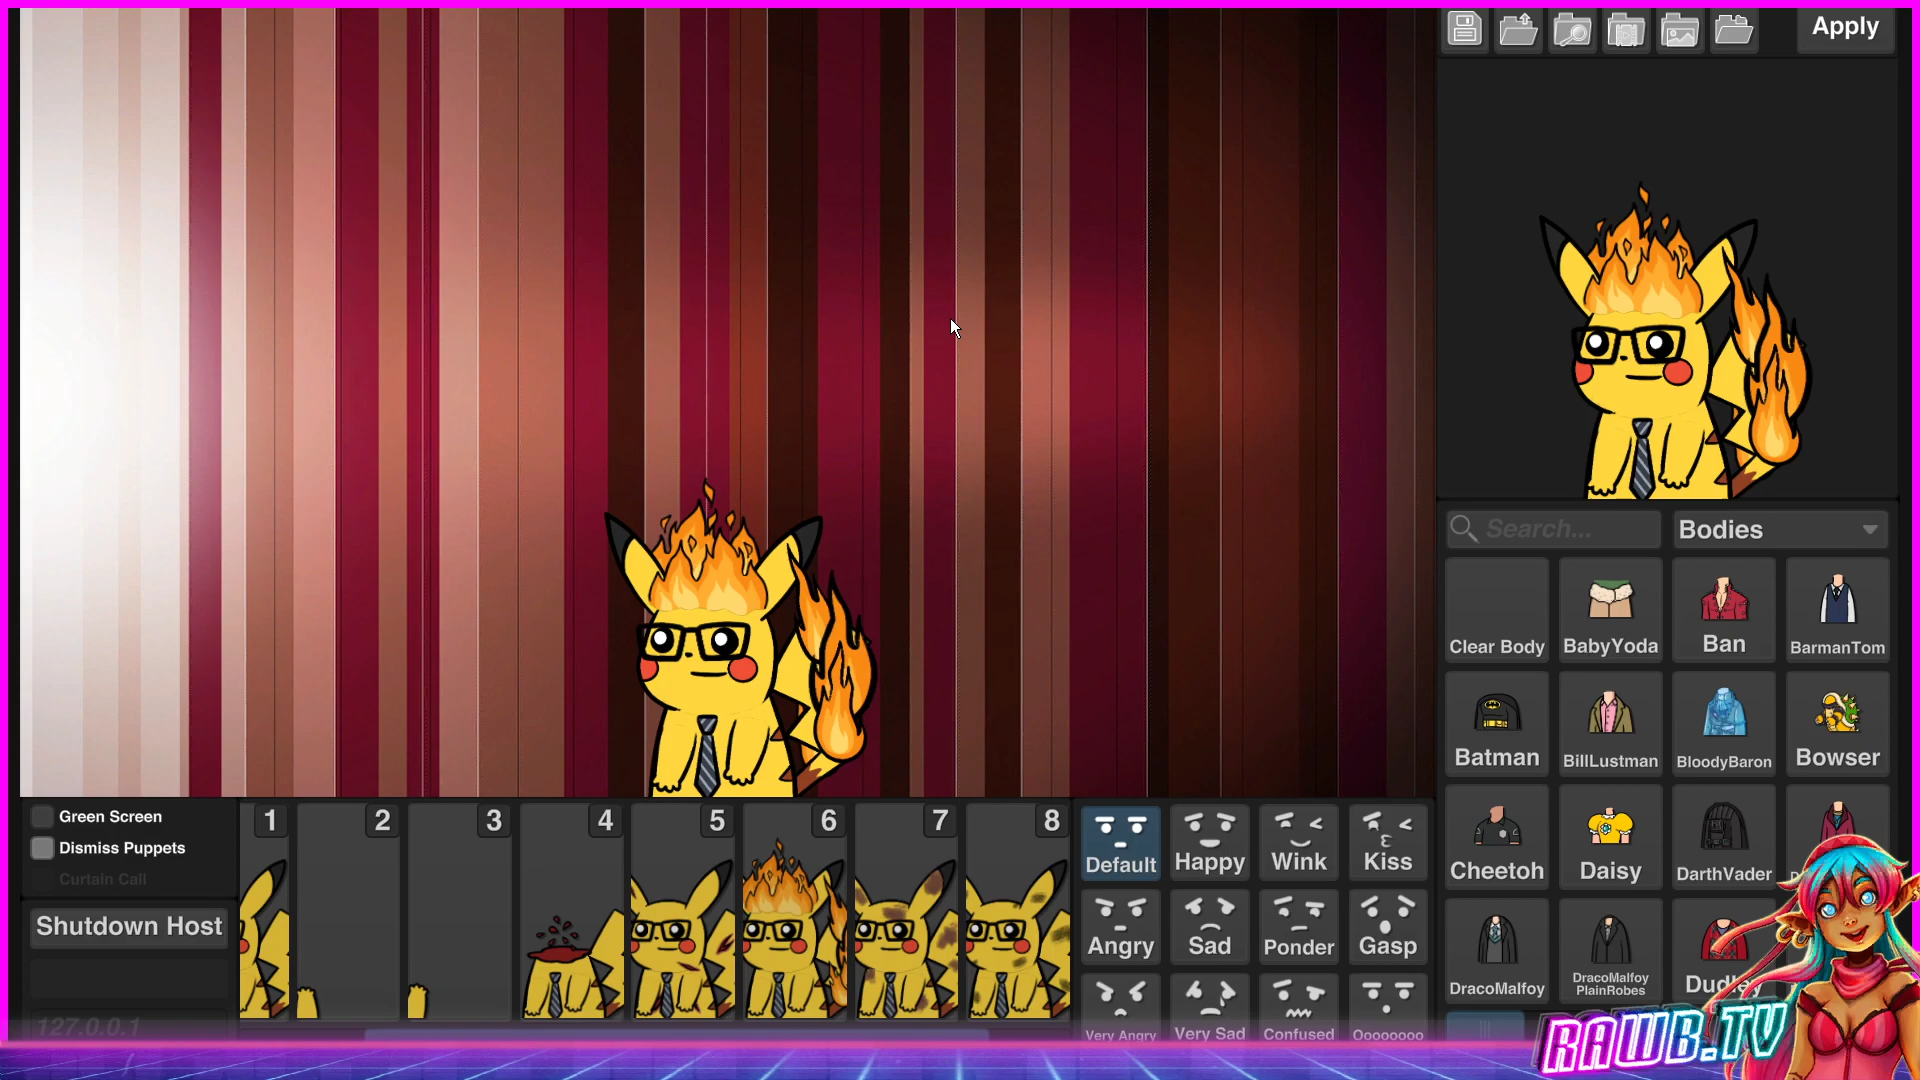 Apply
Search...
Bodies
Clear Body
BabyYoda
Ban
BarmanTom
Batman
BillLustman
BloodyBaron
Bowser
Cheetoh
Daisy
DarthVader
DracoMalfoy
DracoMalfoy
PlainRobes
Green Screen
Dismiss Puppets
Curtain Call
Shutdown Host
127.0.0.1
1
2
3
4
5
6
7
8
Default
Happy
Wink
Kiss
Angry
Sad
Ponder
Gasp
Very Angry
Very Sad
Confused
Oooooooo
RAWB.TV